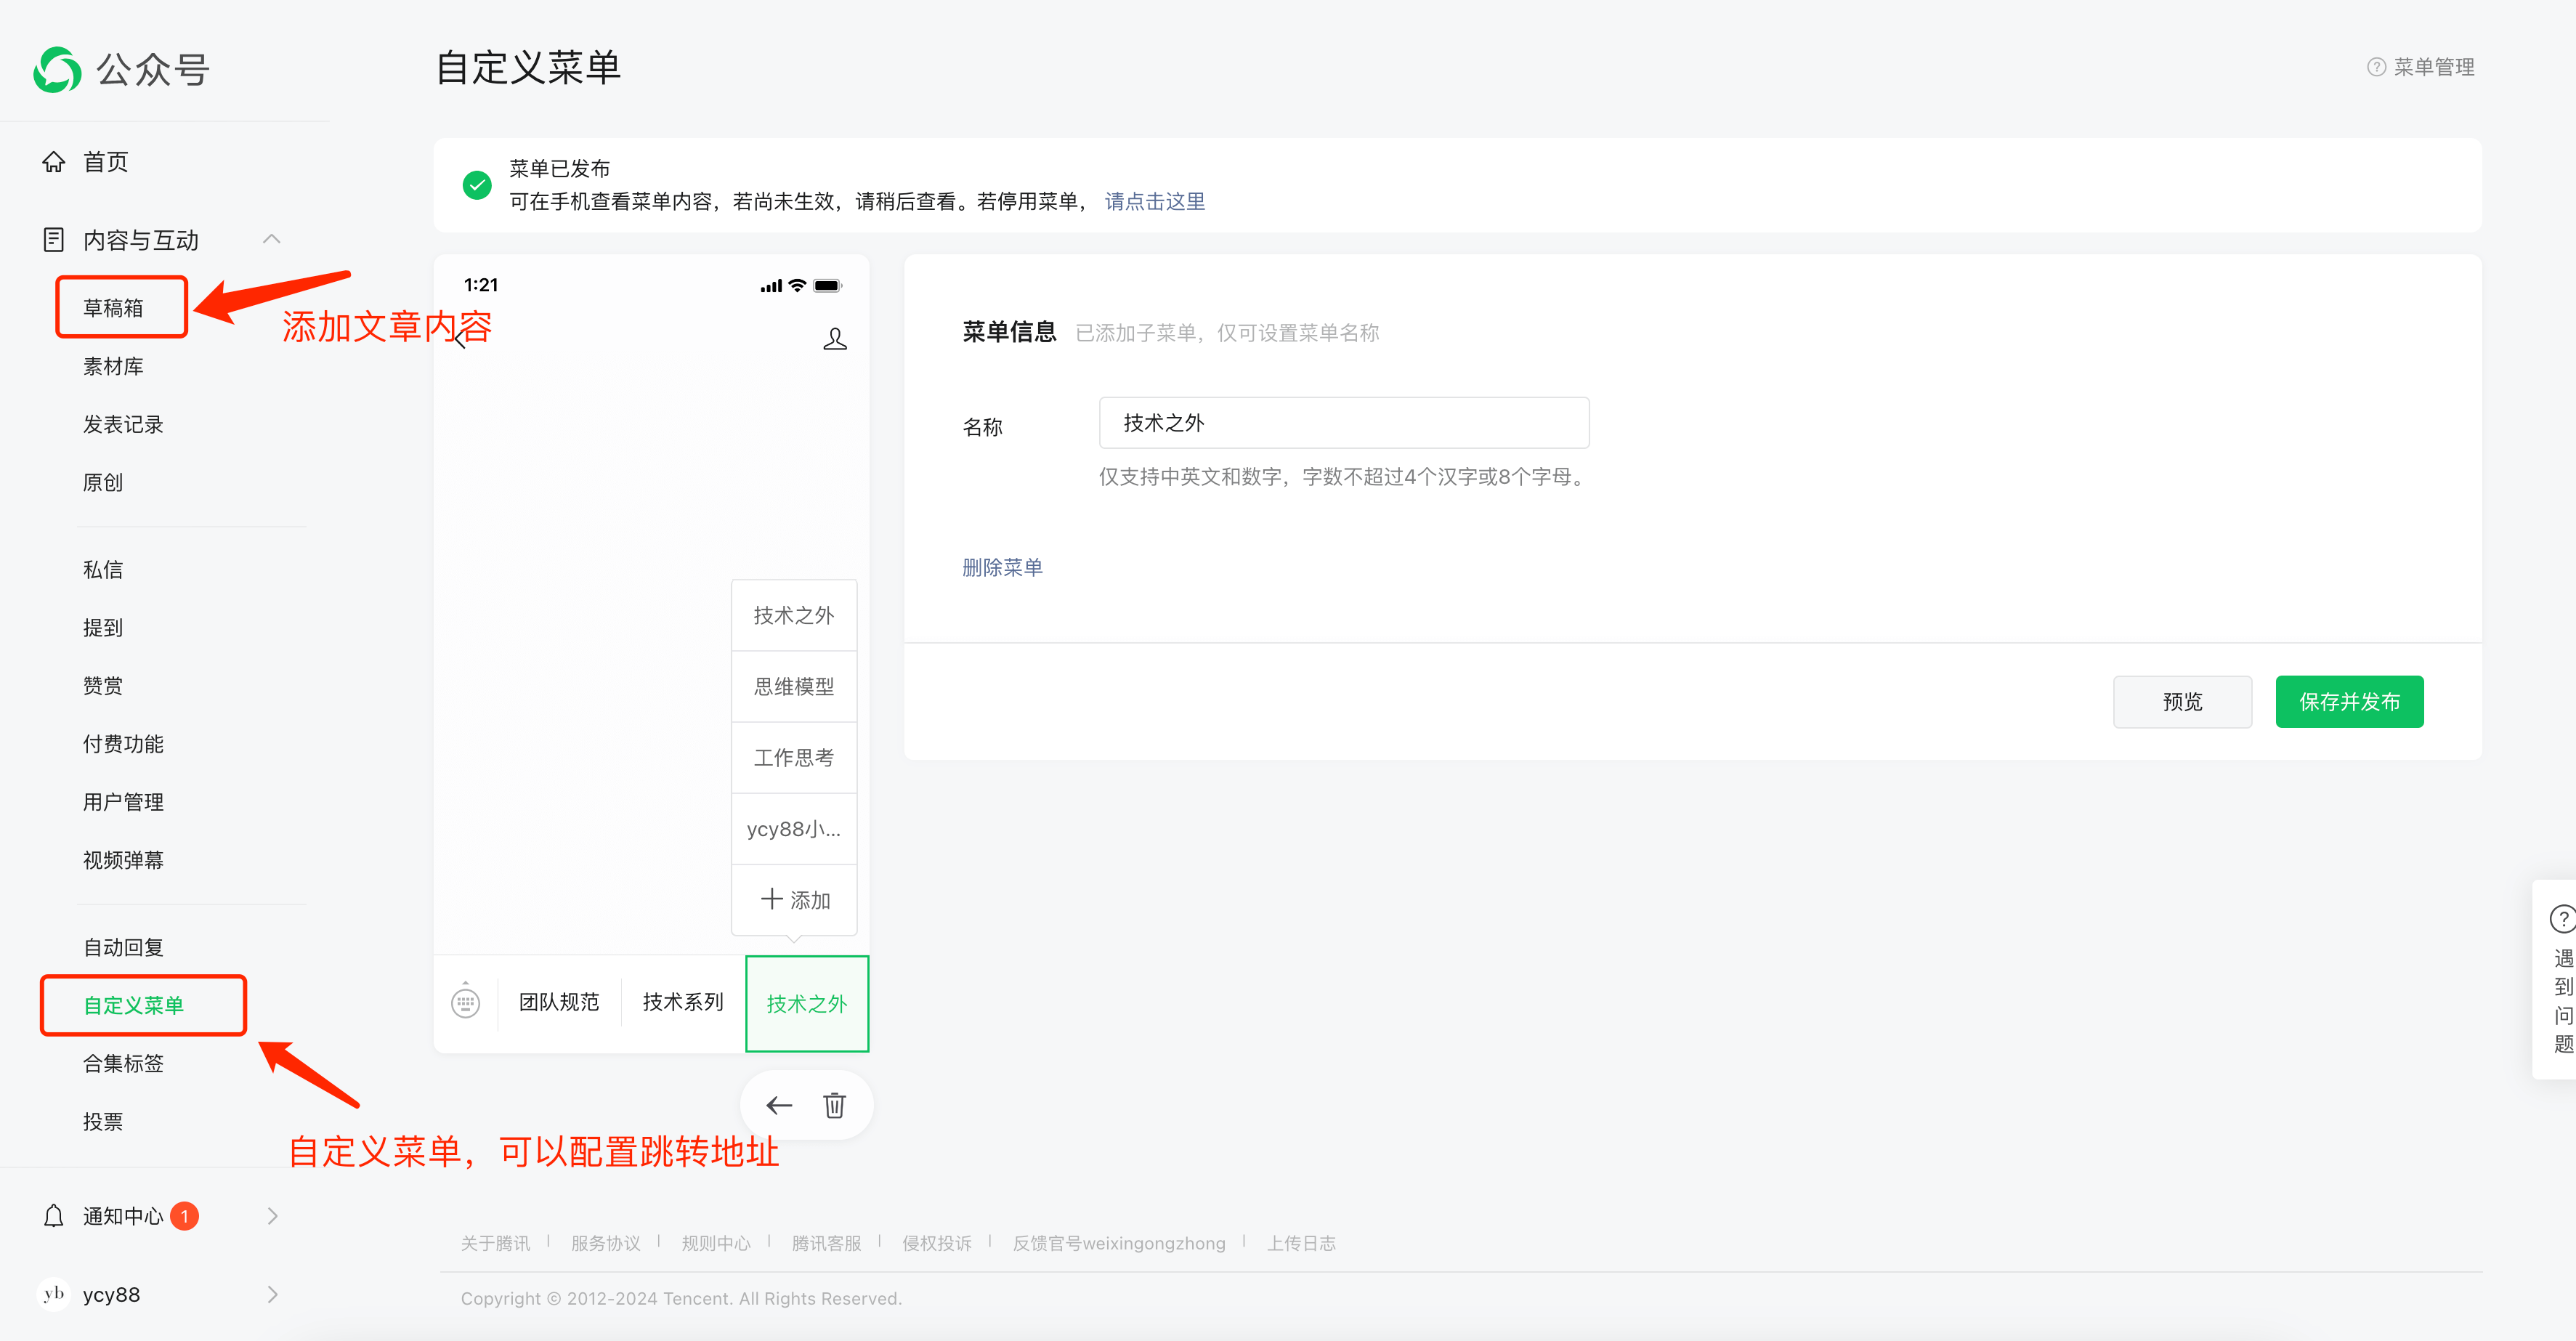 公众号
自定义菜单
菜单管理
首页
内容与互动
草稿箱
添加文章内容
素材库
发表记录
原创
私信
提到
赞赏
付费功能
用户管理
视频弹幕
自动回复
自定义菜单
合集标签
投票
自定义菜单，可以配置跳转地址
通知中心 1
yb ycy88
菜单已发布
可在手机查看菜单内容，若尚未生效，请稍后查看。若停用菜单， 请点击这里
1:21
技术之外
思维模型
工作思考
ycy88小...
添加
团队规范 技术系列 技术之外
菜单信息 已添加子菜单，仅可设置菜单名称
名称 技术之外
仅支持中英文和数字，字数不超过4个汉字或8个字母。
删除菜单
预览 保存并发布
遇到问题
关于腾讯 服务协议 规则中心 腾讯客服 侵权投诉 反馈官号weixingongzhong 上传日志
Copyright © 2012-2024 Tencent. All Rights Reserved.